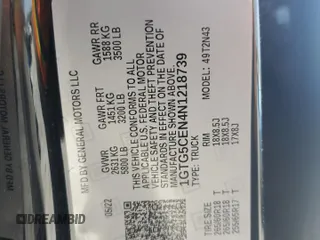 MFD BY GENERAL MOTORS LLC
05/22
GVWR
2631 KG
5800 LB
GAWR FRT
1451 KG
3200 LB
GAWR RR
1588 KG
3500 LB
THIS VEHICLE CONFORMS TO ALL
APPLICABLE U.S. FEDERAL MOTOR
VEHICLE SAFETY AND THEFT PREVENTION
STANDARDS IN EFFECT ON THE DATE OF
MANUFACTURE SHOWN ABOVE.
1GTG5CEN4N1218739
TYPE: TRUCK
MODEL: 49T2N43
TIRE SIZE
RIM
18X8.5J
18X8.5J
17X8J
DREAMBID